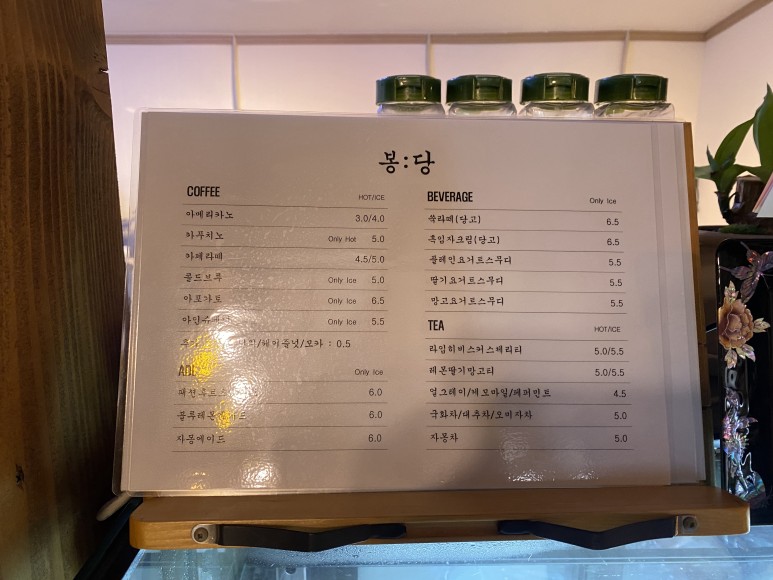 봉:당
COFFEE HOT/ICE
아메리카노 3.0/4.0
카푸치노 Only Hot 5.0
카페라떼 4.5/5.0
콜드브루 Only Ice 5.0
아포가토 Only Ice 6.5
Only Ice 5.5
/헤이즐넛/모카 : 0.5
Only Ice
6.0
블루레몬에이드 6.0
자몽에이드 6.0
BEVERAGE Only Ice
쑥라떼(당고) 6.5
흑임자크림(당고) 6.5
플레인요거트스무디 5.5
딸기요거트스무디 5.5
망고요거트스무디 5.5
TEA HOT/ICE
라임히비스커스체리티 5.0/5.5
레몬딸기망고티 5.0/5.5
얼그레이/캐모마일/페퍼민트 4.5
국화차/대추차/오미자차 5.0
자몽차 5.0